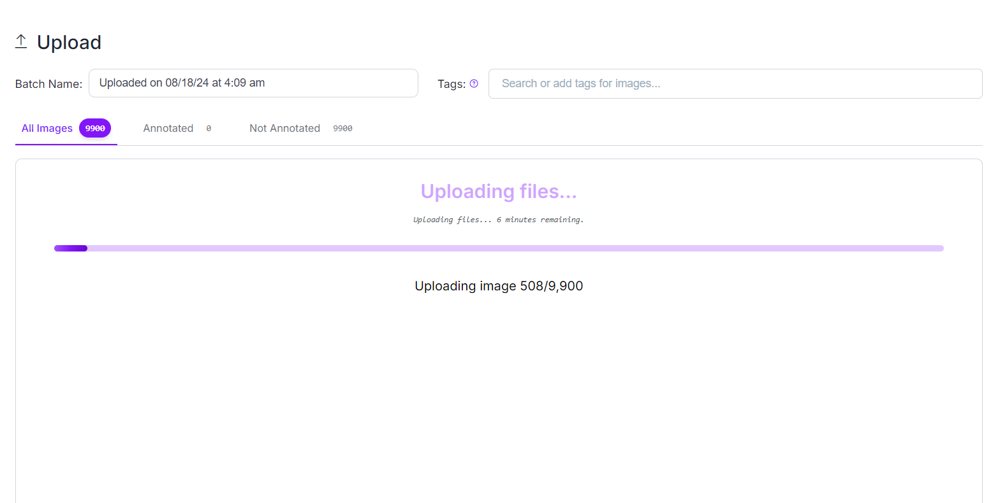 Upload
Batch Name: Uploaded on 08/18/24 at 4:09 am Tags: Search or add tags for images...
All Images 9900 Annotated 0 Not Annotated 9900
Uploading files...
Uploading files... 6 minutes remaining.
Uploading image 508/9,900